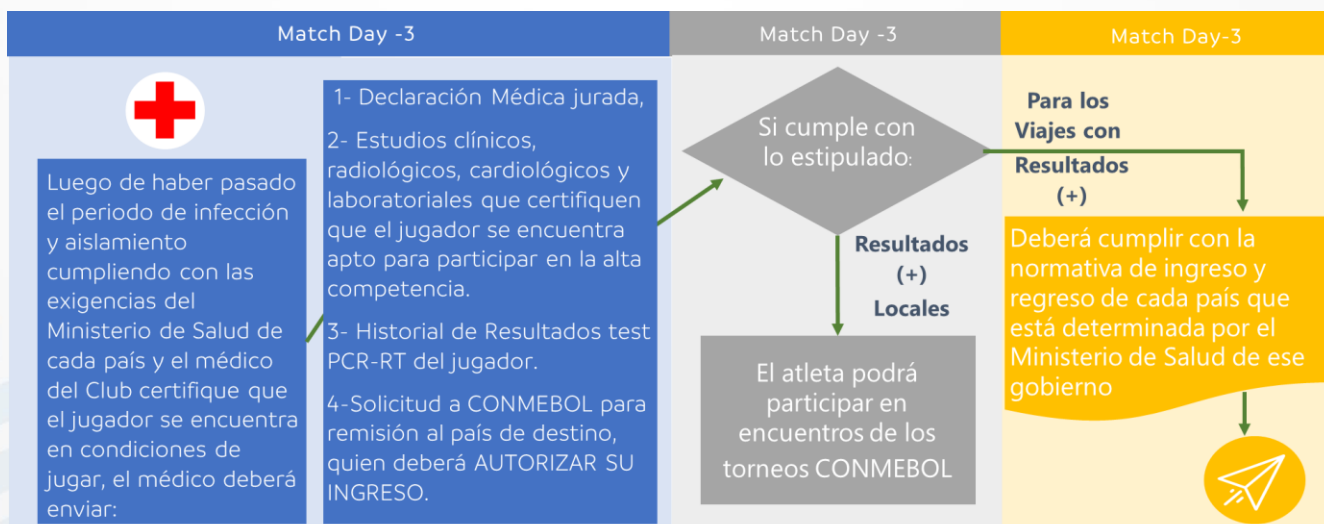 Match Day -3
Luego de haber pasado
el periodo de infección
y aislamiento
cumpliendo con las
exigencias del
Ministerio de Salud de
cada país y el médico
del Club certifique que
el jugador se encuentra
en condiciones de
jugar, el médico deberá
enviar:
1- Declaración Médica jurada,
2- Estudios clínicos,
radiológicos, cardiológicos y
laboratoriales que certifiquen
que el jugador se encuentra
apto para participar en la alta
competencia.
3- Historial de Resultados test
PCR-RT del jugador.
4-Solicitud a CONMEBOL para
remisión al país de destino,
quien deberá AUTORIZAR SU
INGRESO.
Match Day -3
Si cumple con
lo estipulado:
Resultados
(+)
Locales
El atleta podrá
participar en
encuentros de los
torneos CONMEBOL
Match Day-3
Para los
Viajes con
Resultados
(+)
Deberá cumplir con la
normativa de ingreso y
regreso de cada país que
está determinada por el
Ministerio de Salud de ese
gobierno